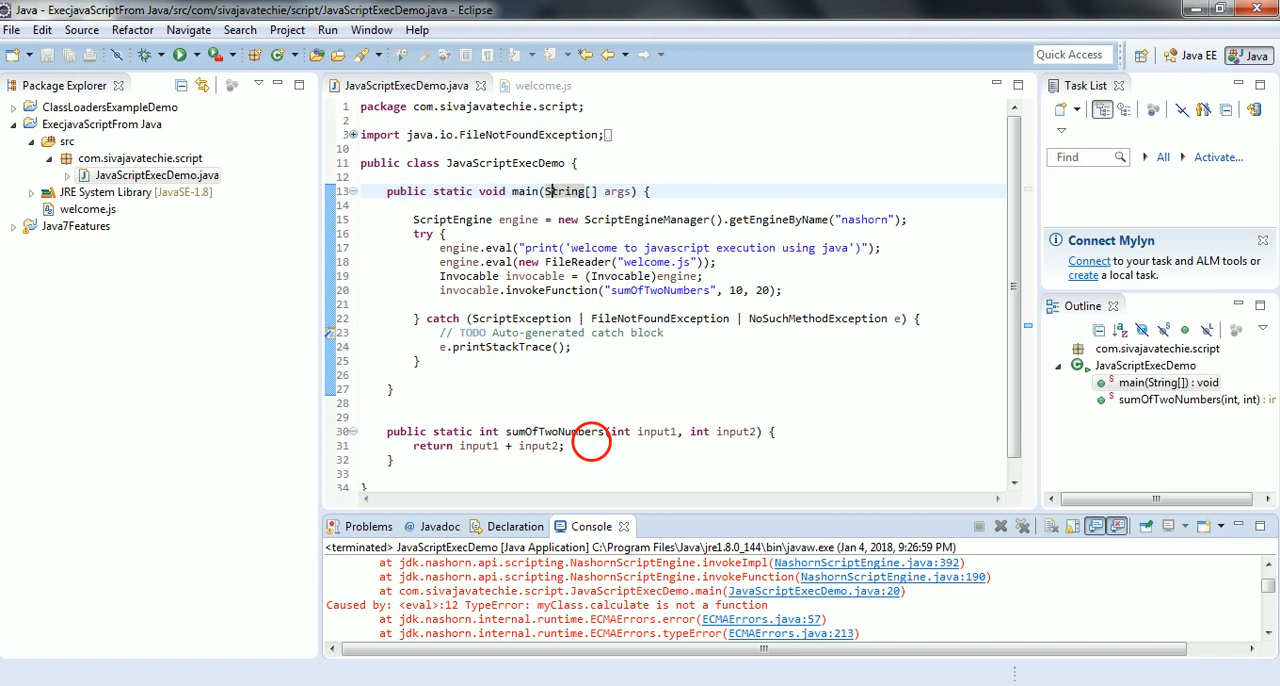 Java - ExecjavaScriptFrom Java/src/com/sivajavatechie/script/JavaScriptExecDemo.java - Eclipse
File Edit Source Refactor Navigate Search Project Run Window Help
Quick Access
Java EE
Java
Package Explorer
ClassLoadersExampleDemo
ExecjavaScriptFrom Java
src
com.sivajavatechie.script
JavaScriptExecDemo.java
JRE System Library [JavaSE-1.8]
welcome.js
Java7Features
JavaScriptExecDemo.java
welcome.js
1 package com.sivajavatechie.script;
2
3 import java.io.FileNotFoundException;
10
11 public class JavaScriptExecDemo {
12
13 public static void main(String[] args) {
14
15 ScriptEngine engine = new ScriptEngineManager().getEngineByName("nashorn");
16 try {
17 engine.eval("print('welcome to javascript execution using java')");
18 engine.eval(new FileReader("welcome.js"));
19 Invocable invocable = (Invocable)engine;
20 invocable.invokeFunction("sumOfTwoNumbers", 10, 20);
21
22 } catch (ScriptException | FileNotFoundException | NoSuchMethodException e) {
23 // TODO Auto-generated catch block
24 e.printStackTrace();
25 }
26
27 }
28
29
30 public static int sumOfTwoNumbers(int input1, int input2) {
31 return input1 + input2;
32 }
33
34 }
Task List
Find
All
Activate...
Connect Mylyn
Connect to your task and ALM tools or
create a local task.
Outline
com.sivajavatechie.script
JavaScriptExecDemo
main(String[]) : void
sumOfTwoNumbers(int, int) : ir
Problems
Javadoc
Declaration
Console
<terminated> JavaScriptExecDemo [Java Application] C:\Program Files\Java\jre1.8.0_144\bin\javaw.exe (Jan 4, 2018, 9:26:59 PM)
at jdk.nashorn.api.scripting.NashornScriptEngine.invokeImpl(NashornScriptEngine.java:392)
at jdk.nashorn.api.scripting.NashornScriptEngine.invokeFunction(NashornScriptEngine.java:190)
at com.sivajavatechie.script.JavaScriptExecDemo.main(JavaScriptExecDemo.java:20)
Caused by: <eval>:12 TypeError: myClass.calculate is not a function
at jdk.nashorn.internal.runtime.ECMAErrors.error(ECMAErrors.java:57)
at jdk.nashorn.internal.runtime.ECMAErrors.typeError(ECMAErrors.java:213)